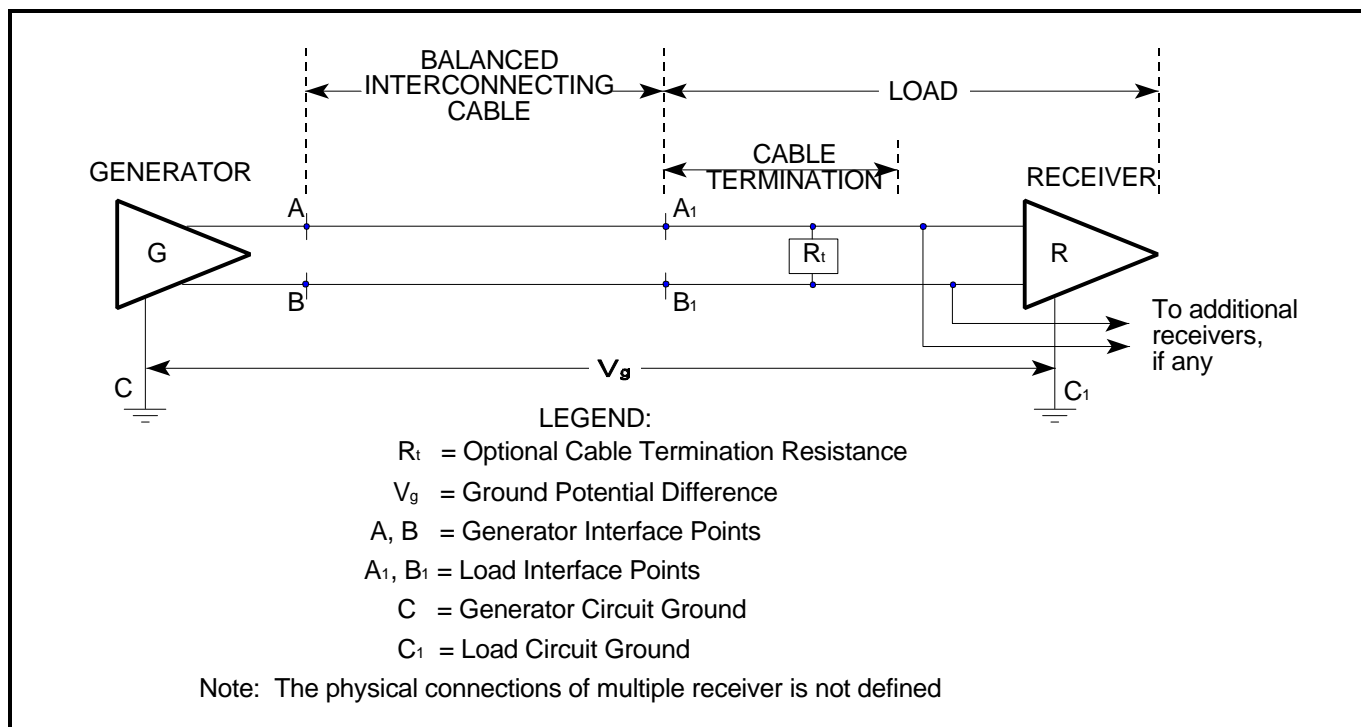 BALANCED
INTERCONNECTING
CABLE
LOAD
CABLE
TERMINATION
GENERATOR
RECEIVER
A
A1
G
Rt
R
B
B1
To additional
receivers,
if any
Vg
C
C1
LEGEND:
Rt = Optional Cable Termination Resistance
Vg = Ground Potential Difference
A, B = Generator Interface Points
A1, B1 = Load Interface Points
C = Generator Circuit Ground
C1 = Load Circuit Ground
Note: The physical connections of multiple receiver is not defined